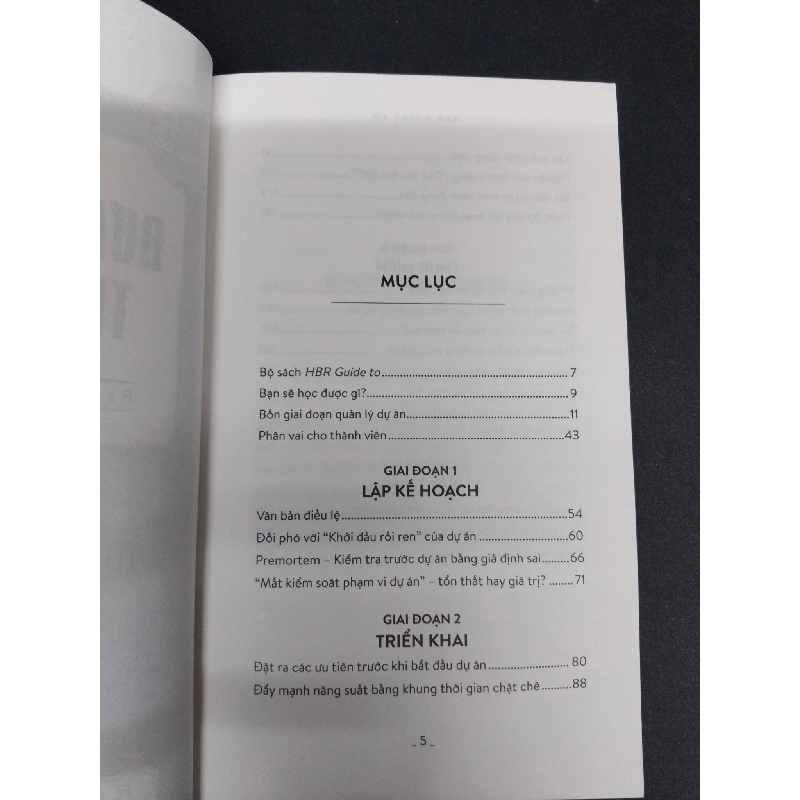 MỤC LỤC
Bộ sách HBR Guide to........................................................7
Bạn sẽ học được gì?............................................................9
Bốn giai đoạn quản lý dự án...............................................11
Phân vai cho thành viên.....................................................43
GIAI ĐOẠN 1
LẬP KẾ HOẠCH
Văn bản điều lệ..................................................................54
Đối phó với “Khởi đầu rối ren” của dự án..........................60
Premortem – Kiểm tra trước dự án bằng giả định sai......66
“Mất kiểm soát phạm vi dự án” – tổn thất hay giá trị? .......71
GIAI ĐOẠN 2
TRIỂN KHAI
Đặt ra các ưu tiên trước khi bắt đầu dự án........................80
Đẩy mạnh năng suất bằng khung thời gian chặt chẽ..........88
_ 5 _